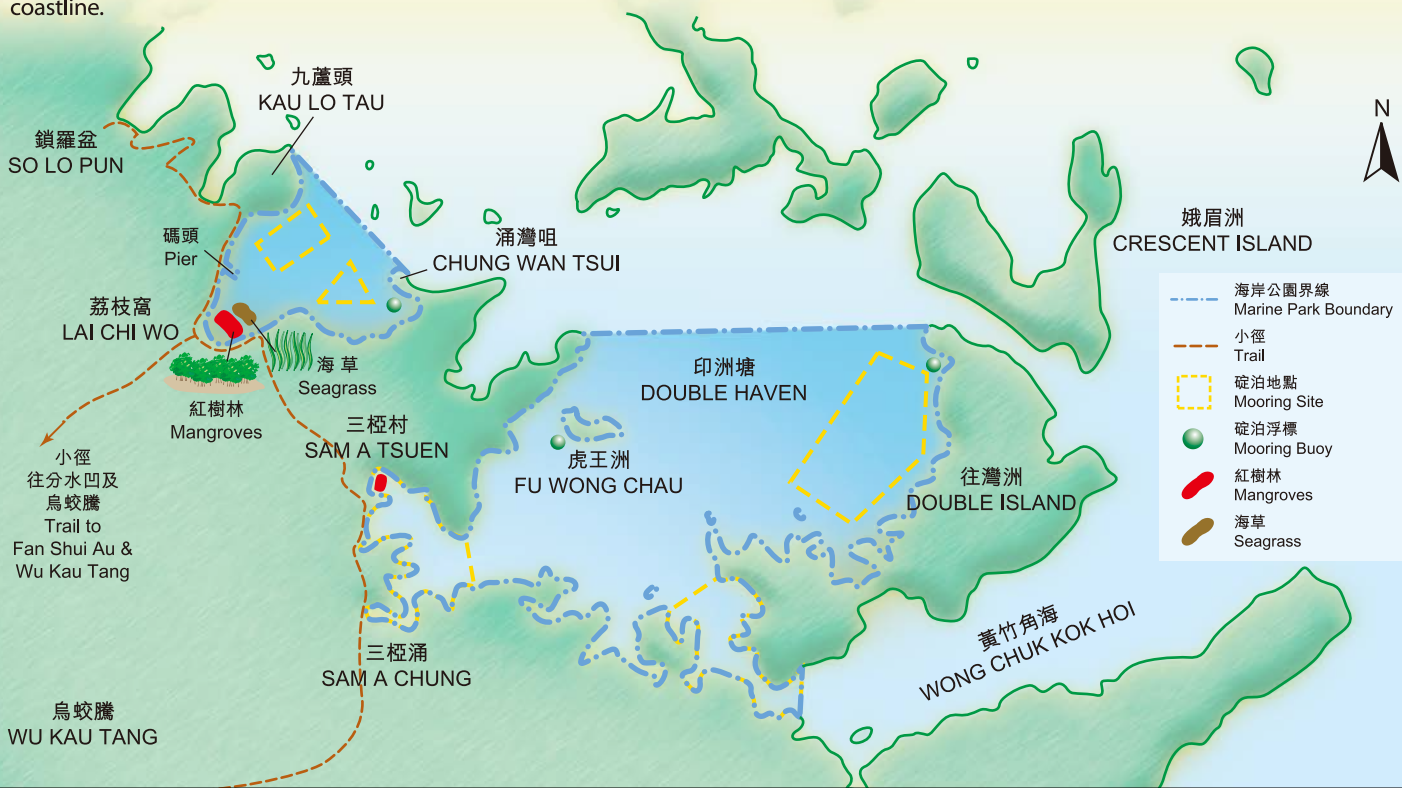 coastline.
九蘆頭
KAU LO TAU
N
鎖羅盆
SO LO PUN
娥眉洲
CRESCENT ISLAND
碼頭
Pier
涌灣咀
CHUNG WAN TSUI
荔枝窩
LAI CHI WO
海草
Seagrass
紅樹林
Mangroves
印洲塘
DOUBLE HAVEN
三椏村
SAM A TSUEN
虎王洲
FU WONG CHAU
往灣洲
DOUBLE ISLAND
小徑
往分水凹及
烏蛟騰
Trail to
Fan Shui Au &
Wu Kau Tang
黃竹角海
WONG CHUK KOK HOI
三椏涌
SAM A CHUNG
烏蛟騰
WU KAU TANG
海岸公園界線
Marine Park Boundary
小徑
Trail
碇泊地點
Mooring Site
碇泊浮標
Mooring Buoy
紅樹林
Mangroves
海草
Seagrass